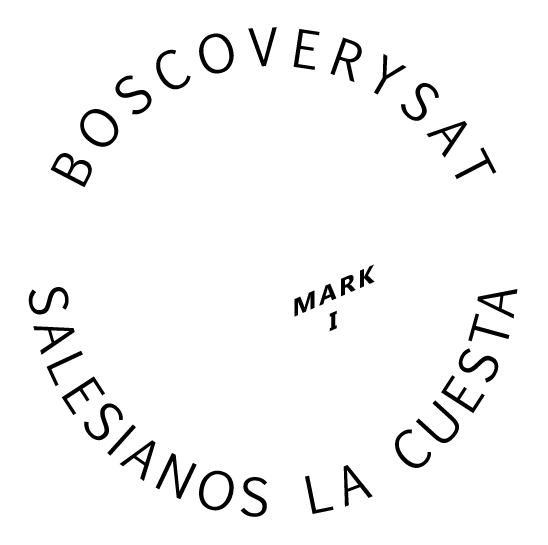 BOSCOVERYSAT
MARK
I
SALESIANOS LA CUESTA